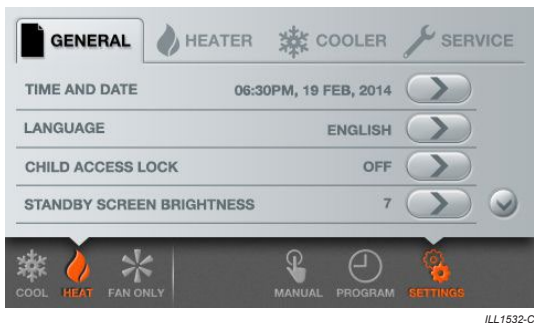 GENERAL HEATER COOLER SERVICE
TIME AND DATE 06:30PM, 19 FEB, 2014
LANGUAGE ENGLISH
CHILD ACCESS LOCK OFF
STANDBY SCREEN BRIGHTNESS 7
COOL HEAT FAN ONLY MANUAL PROGRAM SETTINGS
ILL1532-C